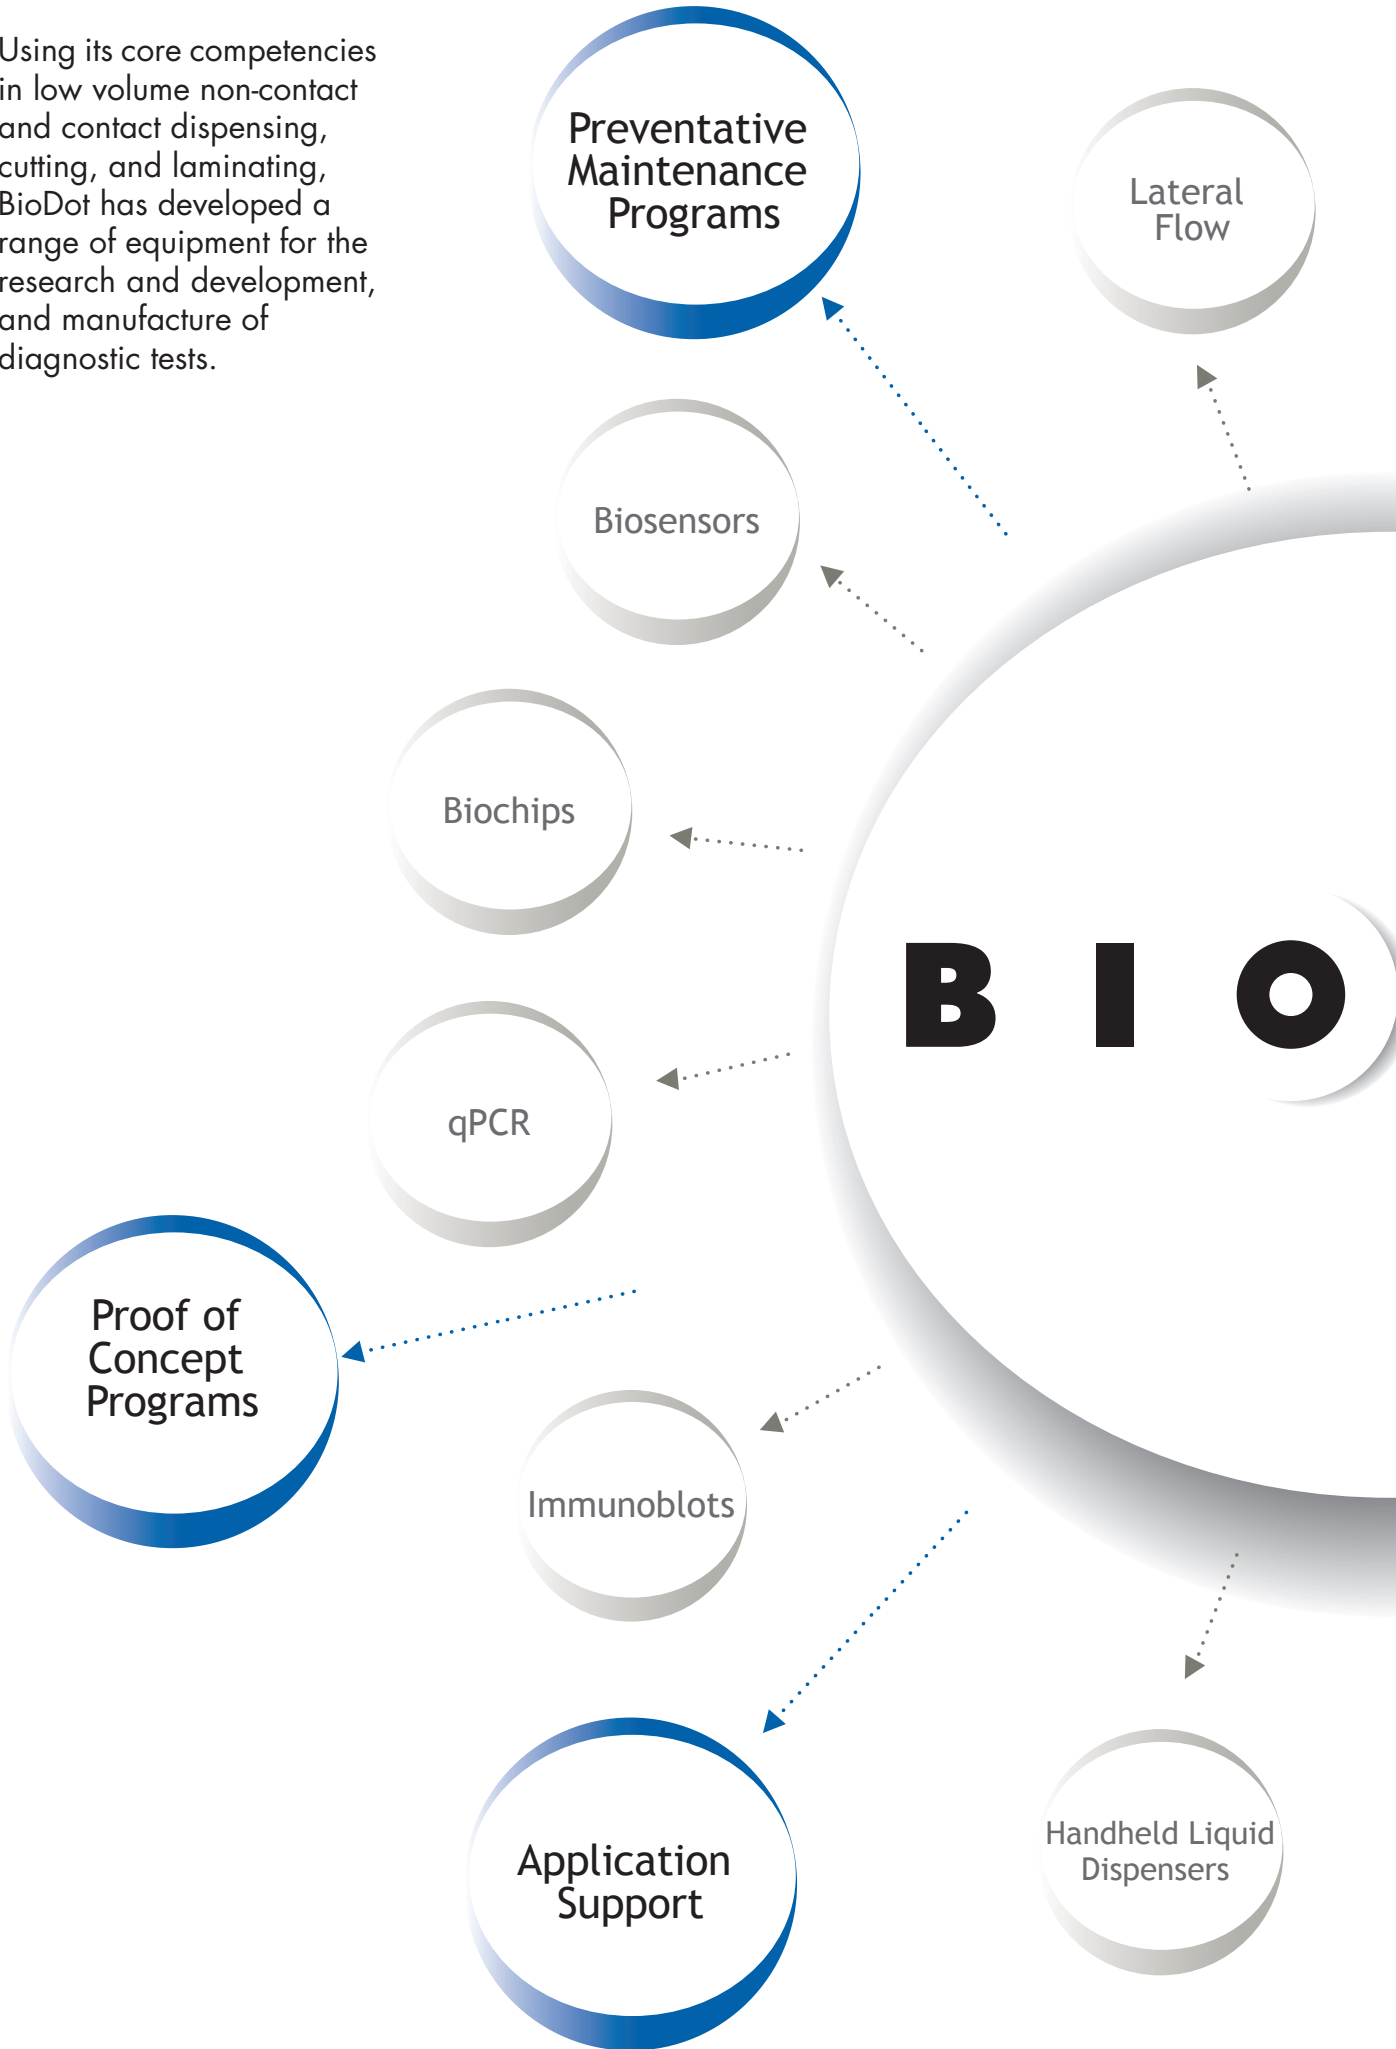 Using its core competencies
in low volume non-contact
and contact dispensing,
cutting, and laminating,
BioDot has developed a
range of equipment for the
research and development,
and manufacture of
diagnostic tests.
Preventative
Maintenance
Programs
Lateral
Flow
Biosensors
Biochips
BIO
qPCR
Proof of
Concept
Programs
Immunoblots
Application
Support
Handheld Liquid
Dispensers